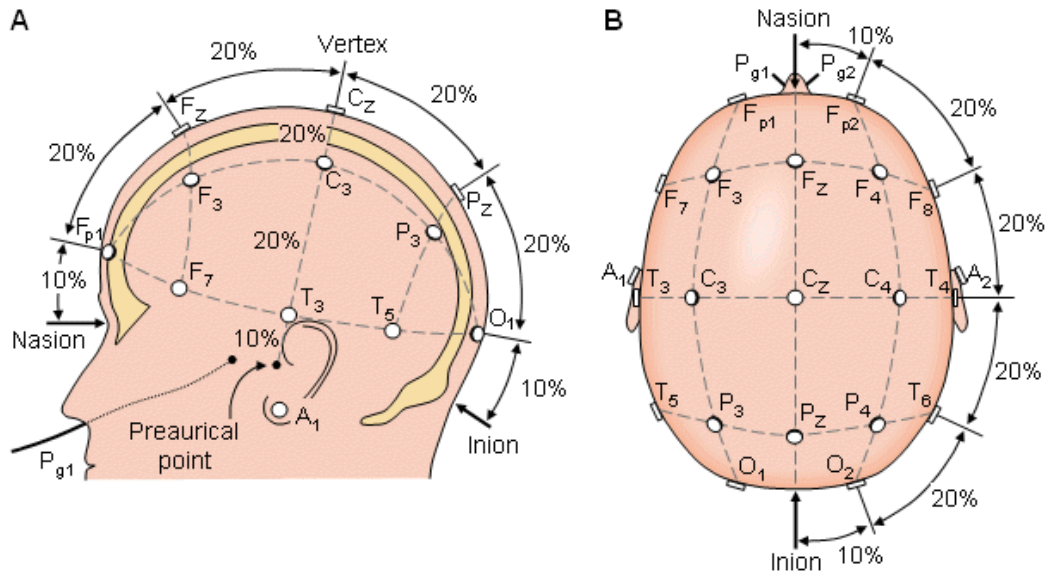 A
20%
Vertex
20%
FZ
CZ
20%
20%
F3
C3
Fp1
PZ
20%
P3
20%
10%
F7
T3
T5
Nasion
10%
O1
10%
A1
Preaurical
point
Inion
Pg1
B
Nasion
10%
Pg1
Pg2
Fp1
Fp2
20%
F7
F3
FZ
F4
F8
20%
A1
T3
C3
CZ
C4
T4
A2
20%
T5
P3
PZ
P4
T6
O1
O2
20%
Inion
10%